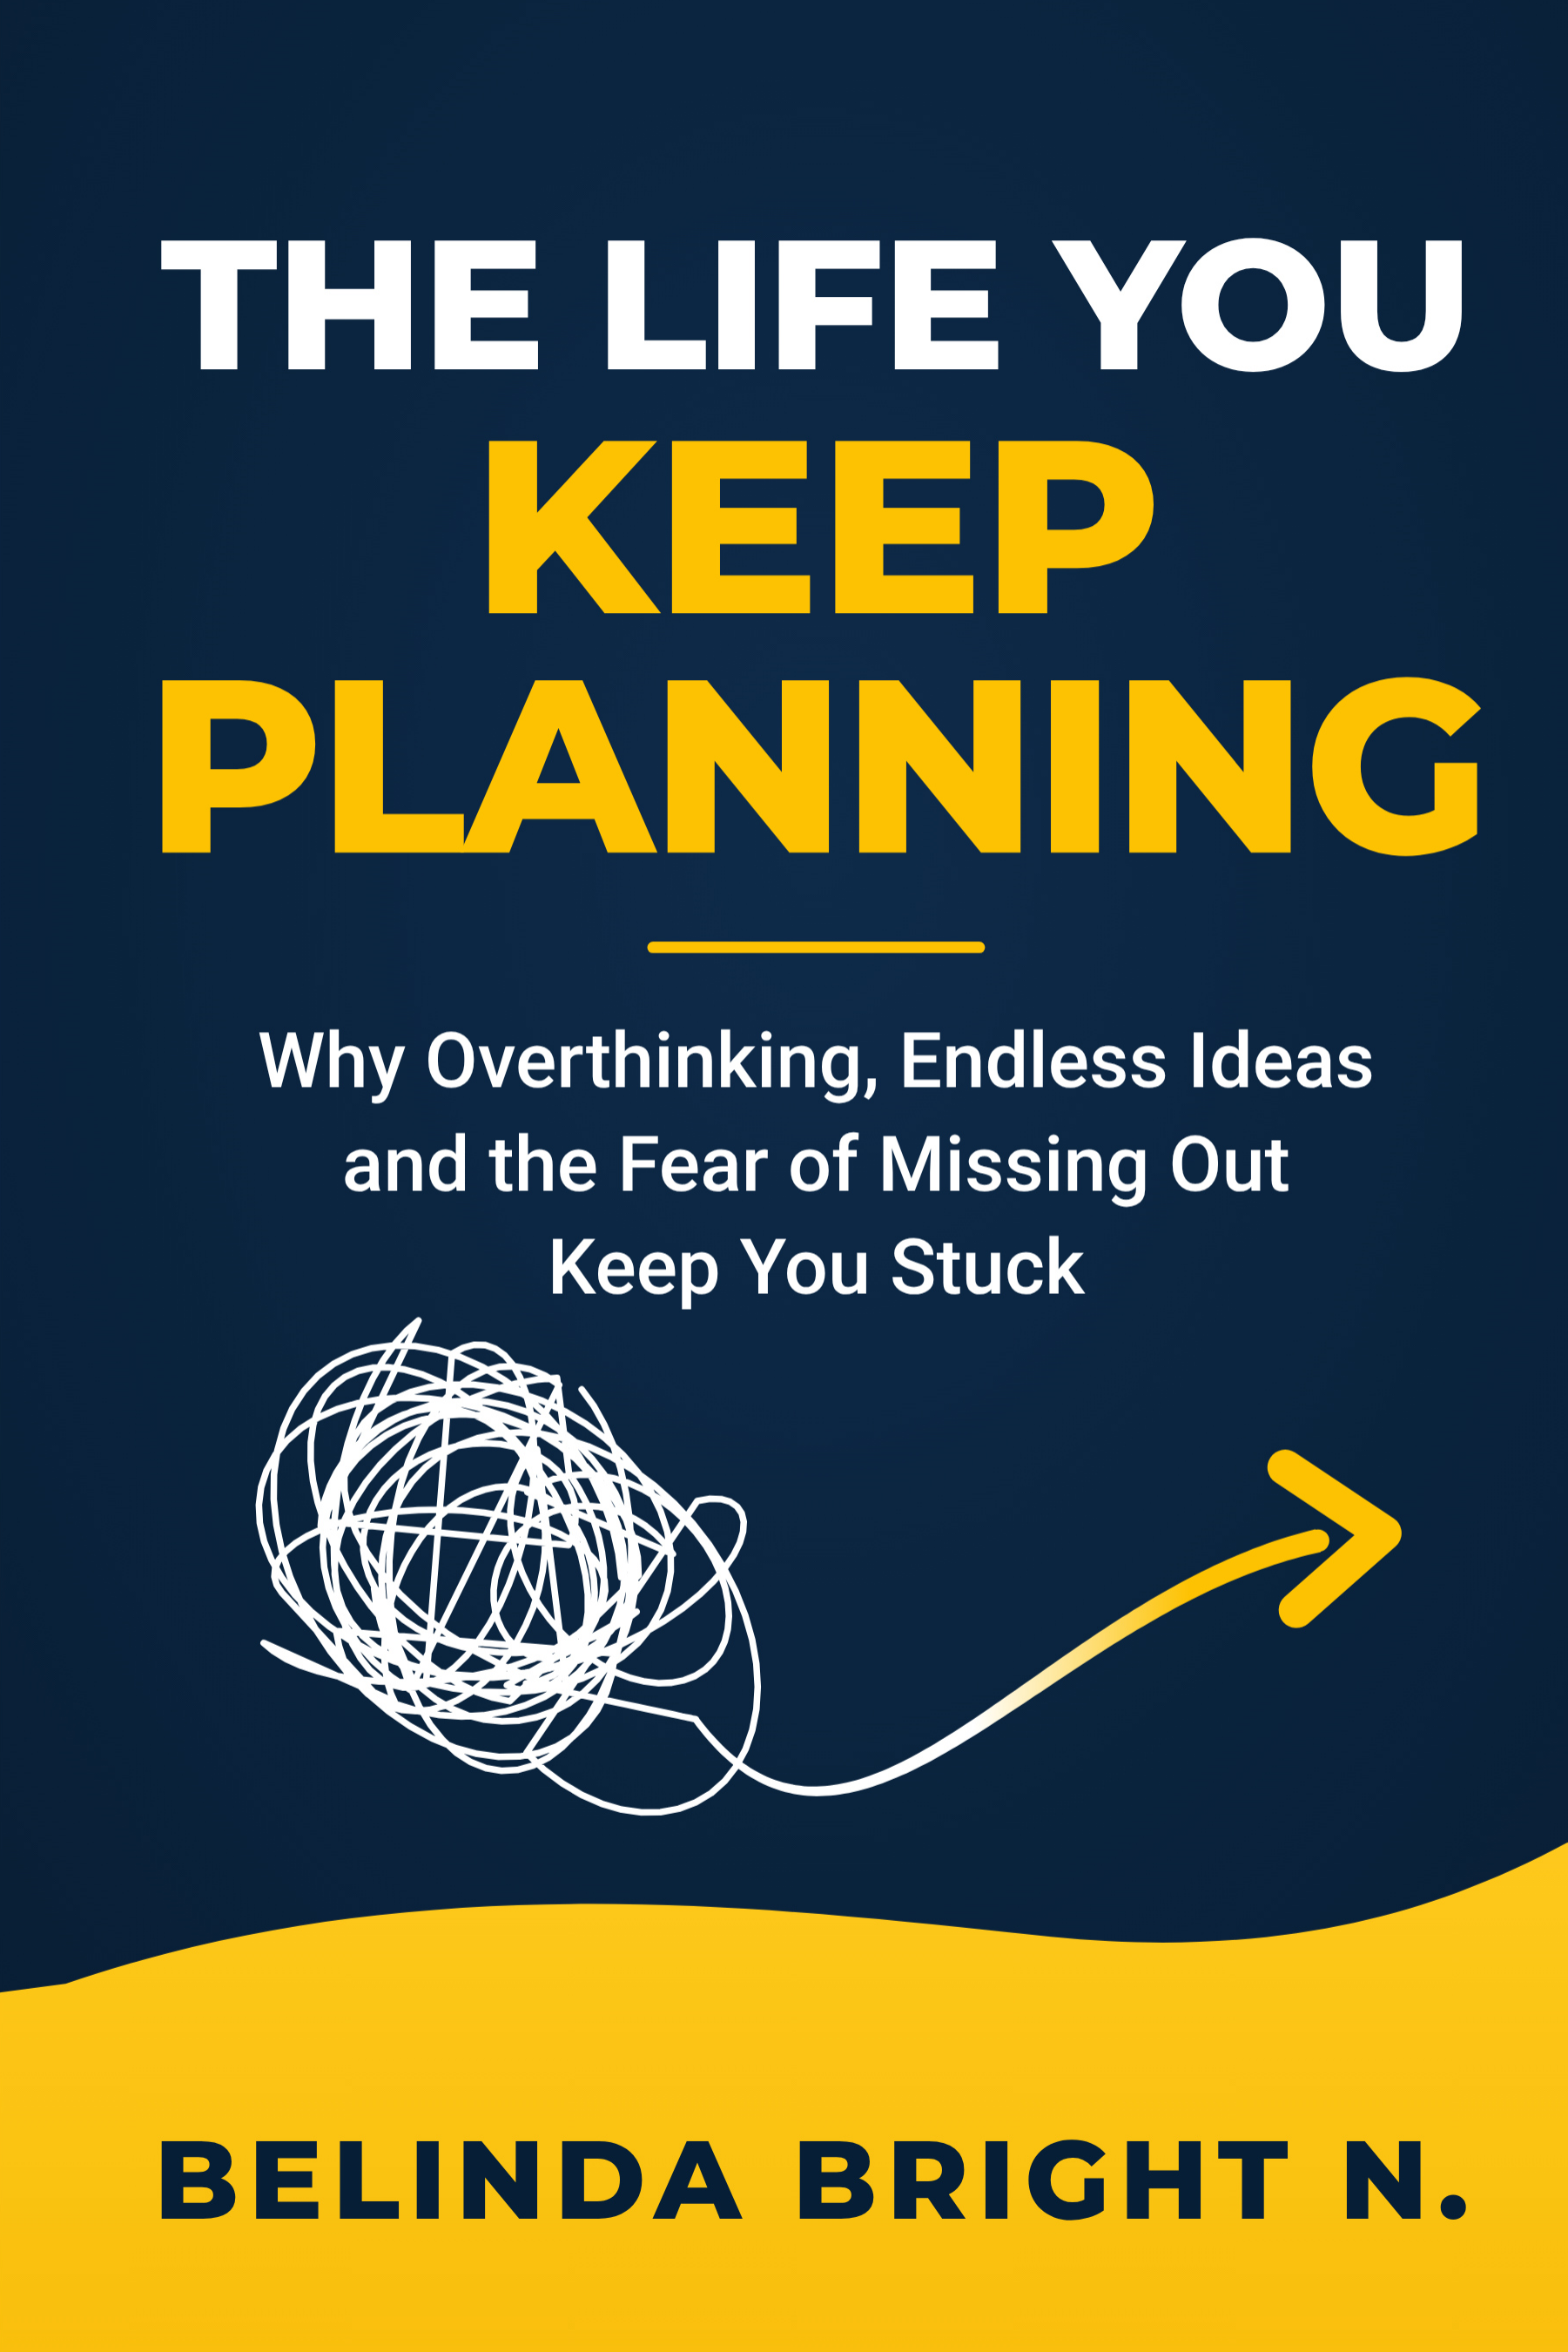 THE LIFE YOU
KEEP
PLANNING
Why Overthinking, Endless Ideas
and the Fear of Missing Out
Keep You Stuck
BELINDA BRIGHT N.